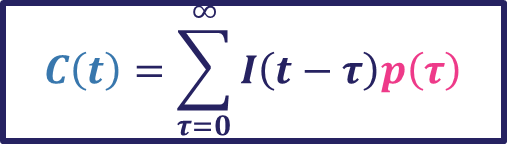 C(t) = ∑_{τ=0}^{∞} I(t − τ)p(τ)